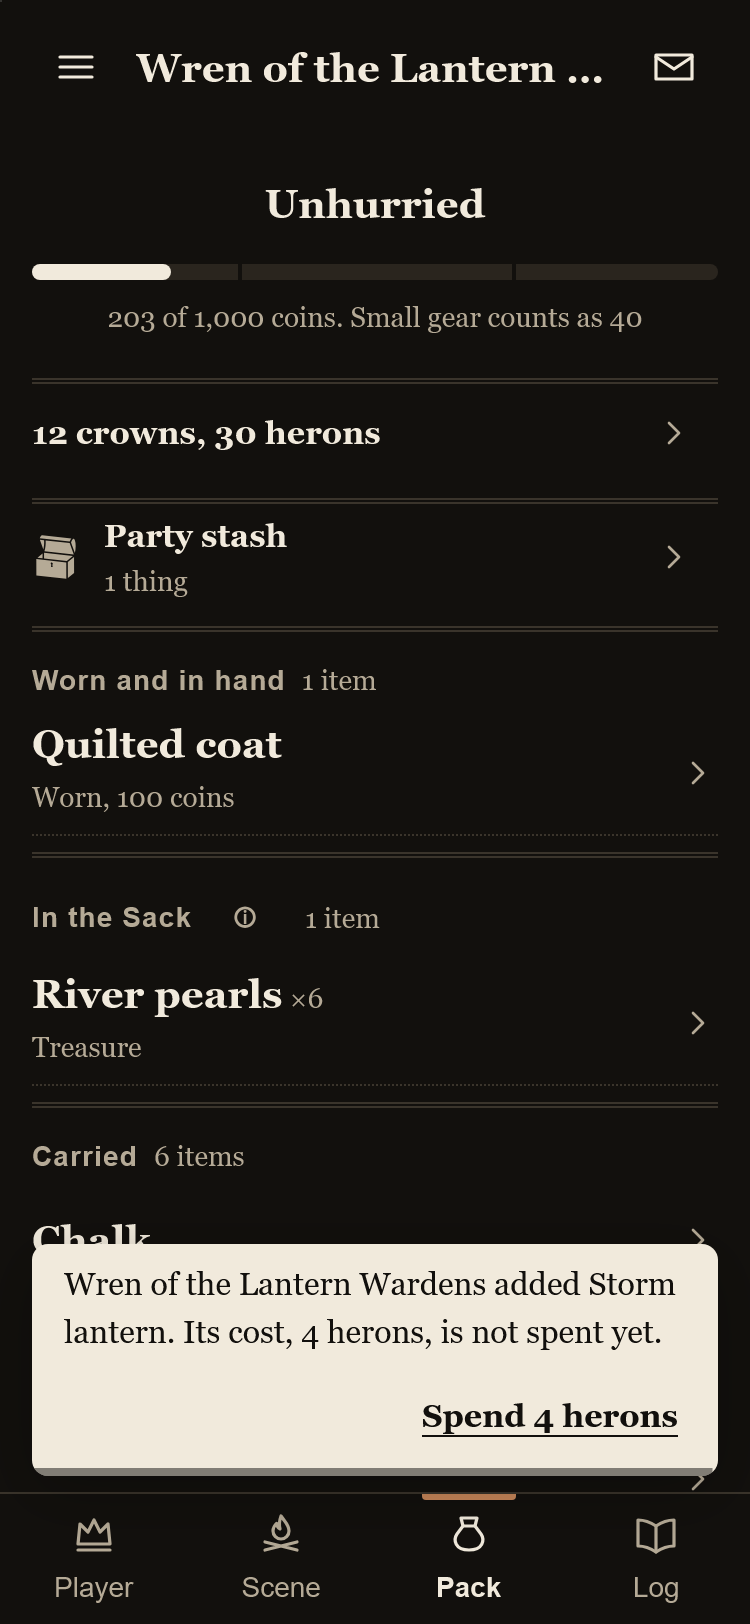 Wren of the Lantern ...
Unhurried
203 of 1,000 coins. Small gear counts as 40
12 crowns, 30 herons
Party stash
1 thing
Worn and in hand 1 item
Quilted coat
Worn, 100 coins
In the Sack 1 item
River pearls ×6
Treasure
Carried 6 items
Chalk
Wren of the Lantern Wardens added Storm
lantern. Its cost, 4 herons, is not spent yet.
Spend 4 herons
Player Scene Pack Log